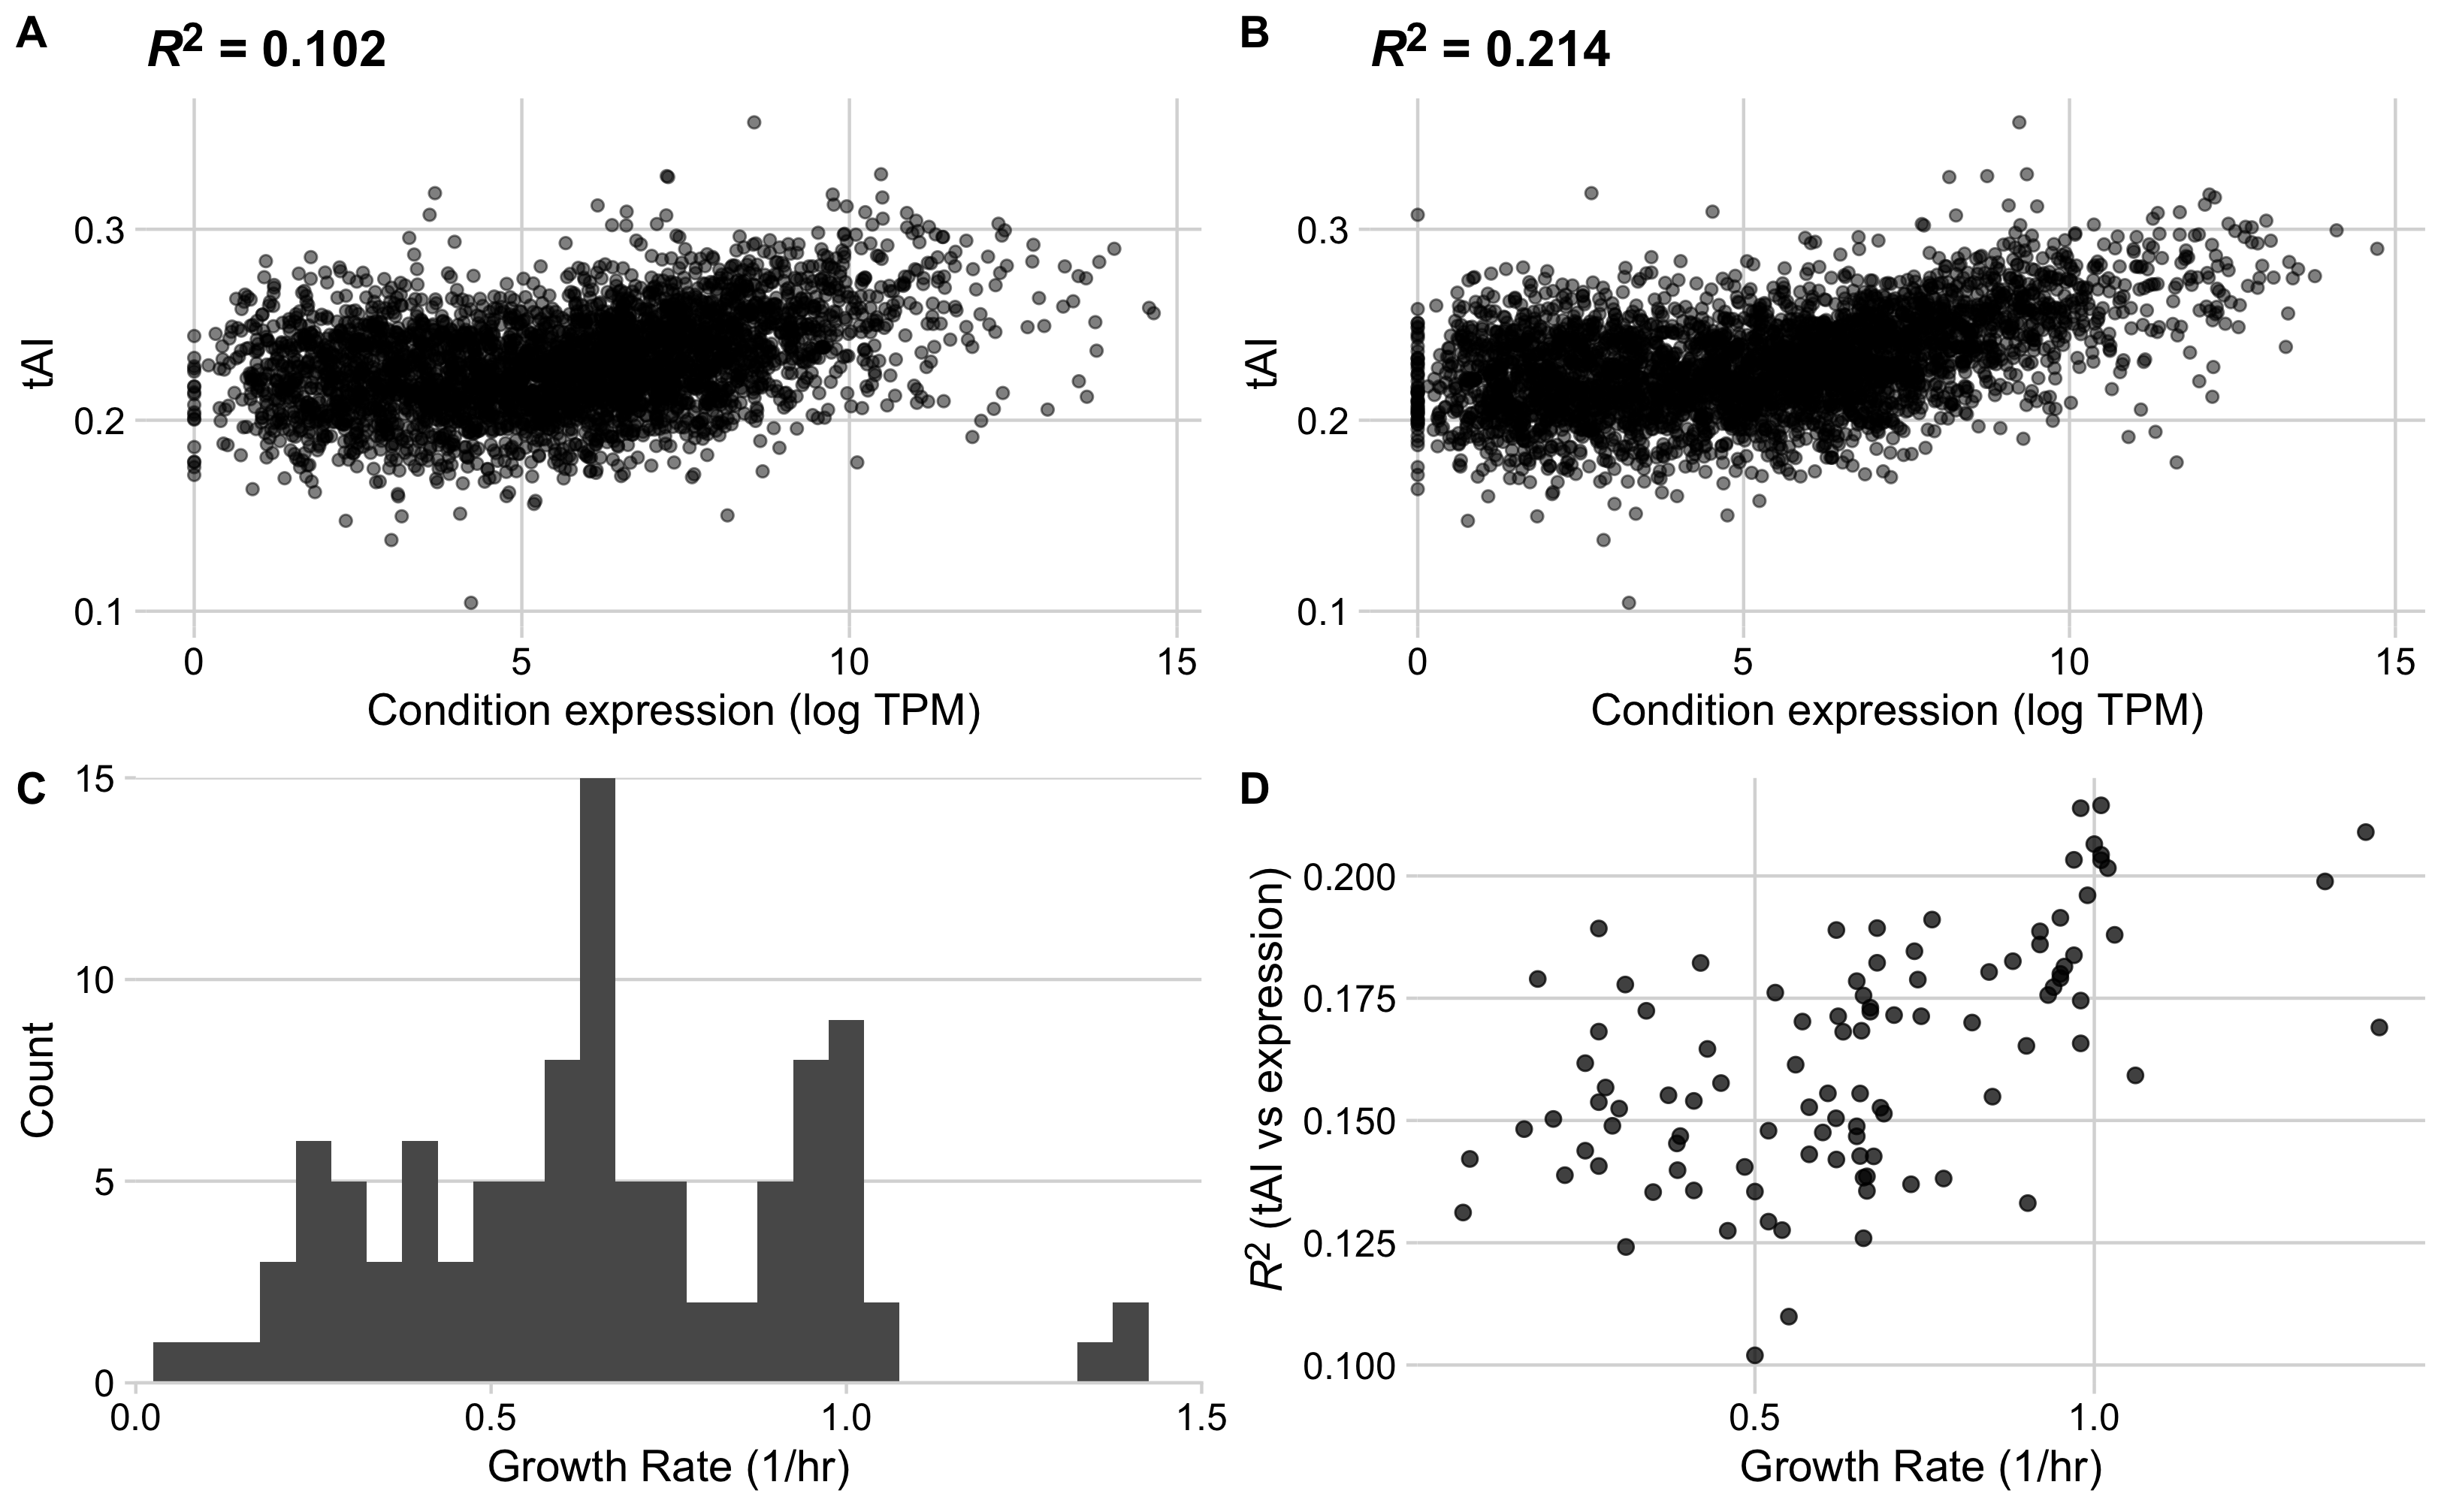 A
R² = 0.102
0.3
0.2
0.1
tAI
0
5
10
15
Condition expression (log TPM)
B
R² = 0.214
0.3
0.2
0.1
tAI
0
5
10
15
Condition expression (log TPM)
C
15
10
5
0
Count
0.0
0.5
1.0
1.5
Growth Rate (1/hr)
D
0.200
0.175
0.150
0.125
0.100
R² (tAI vs expression)
0.5
1.0
Growth Rate (1/hr)